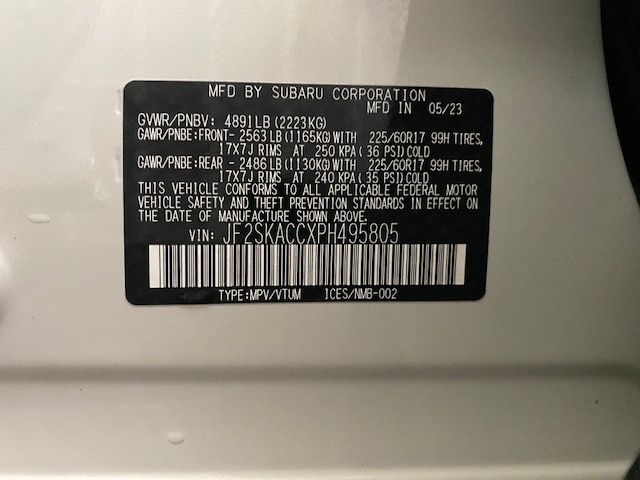 MFD BY SUBARU CORPORATION
MFD IN 05/23
GVWR/PNBV: 4891LB(2223KG)
GAWR/PNBE:FRONT- 2563LB(1165KG)WITH 225/60R17 99H TIRES,
17X7J RIMS AT 250 KPA(36 PSI)COLD
GAWR/PNBE:REAR - 2486LB(1130KG)WITH 225/60R17 99H TIRES,
17X7J RIMS AT 240 KPA(35 PSI)COLD
THIS VEHICLE CONFORMS TO ALL APPLICABLE FEDERAL MOTOR
VEHICLE SAFETY AND THEFT PREVENTION STANDARDS IN EFFECT ON
THE DATE OF MANUFACTURE SHOWN ABOVE.
VIN: JF2SKACCXPH495805
TYPE:MPV/VTUM ICES/NMB-002